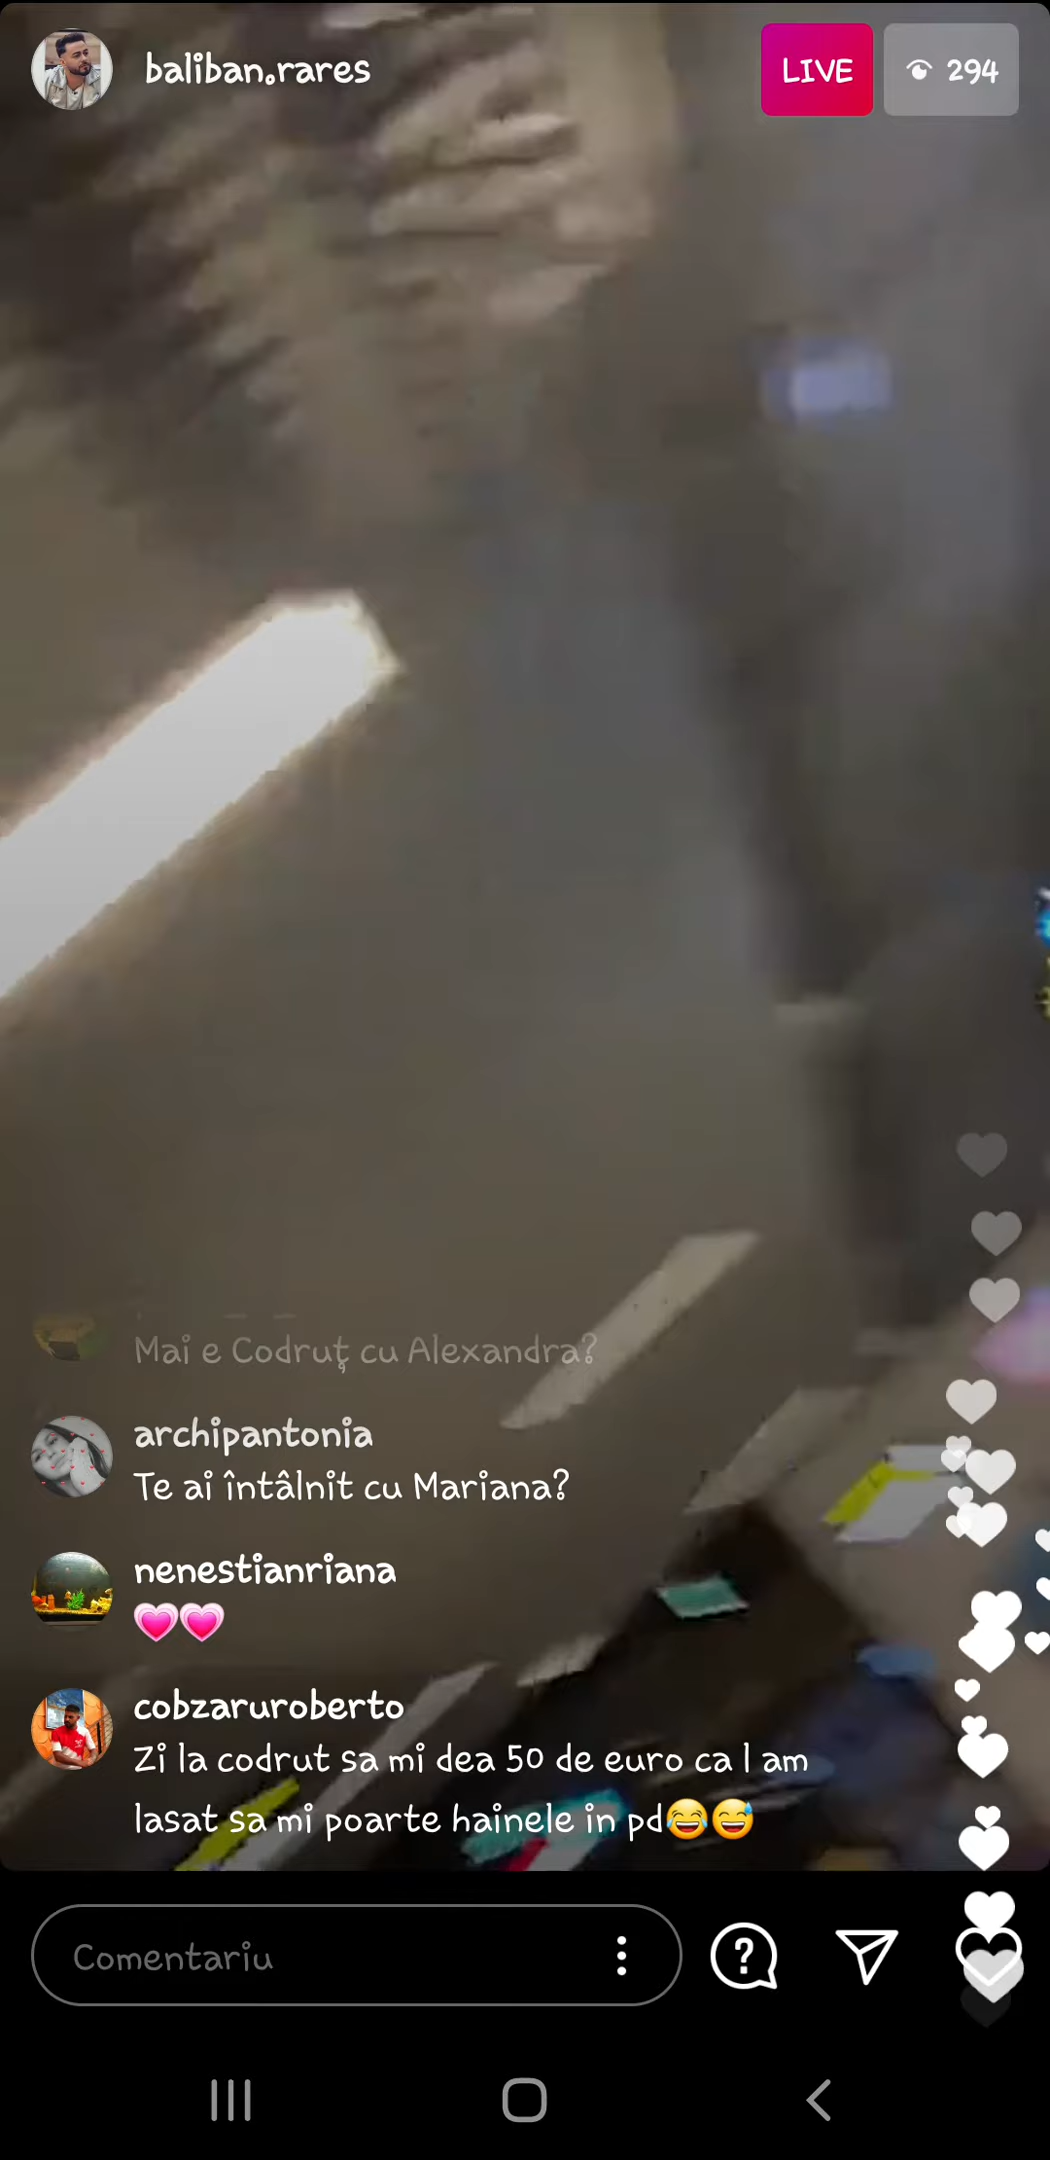 baliban.rares
LIVE
294
Mai e Codruţ cu Alexandra?
archipantonia
Te ai întâlnit cu Mariana?
nenestianriana
💗💗
cobzaruroberto
Zi la codrut sa mi dea 50 de euro ca l am
lasat sa mi poarte hainele in pd😂😅
Comentariu